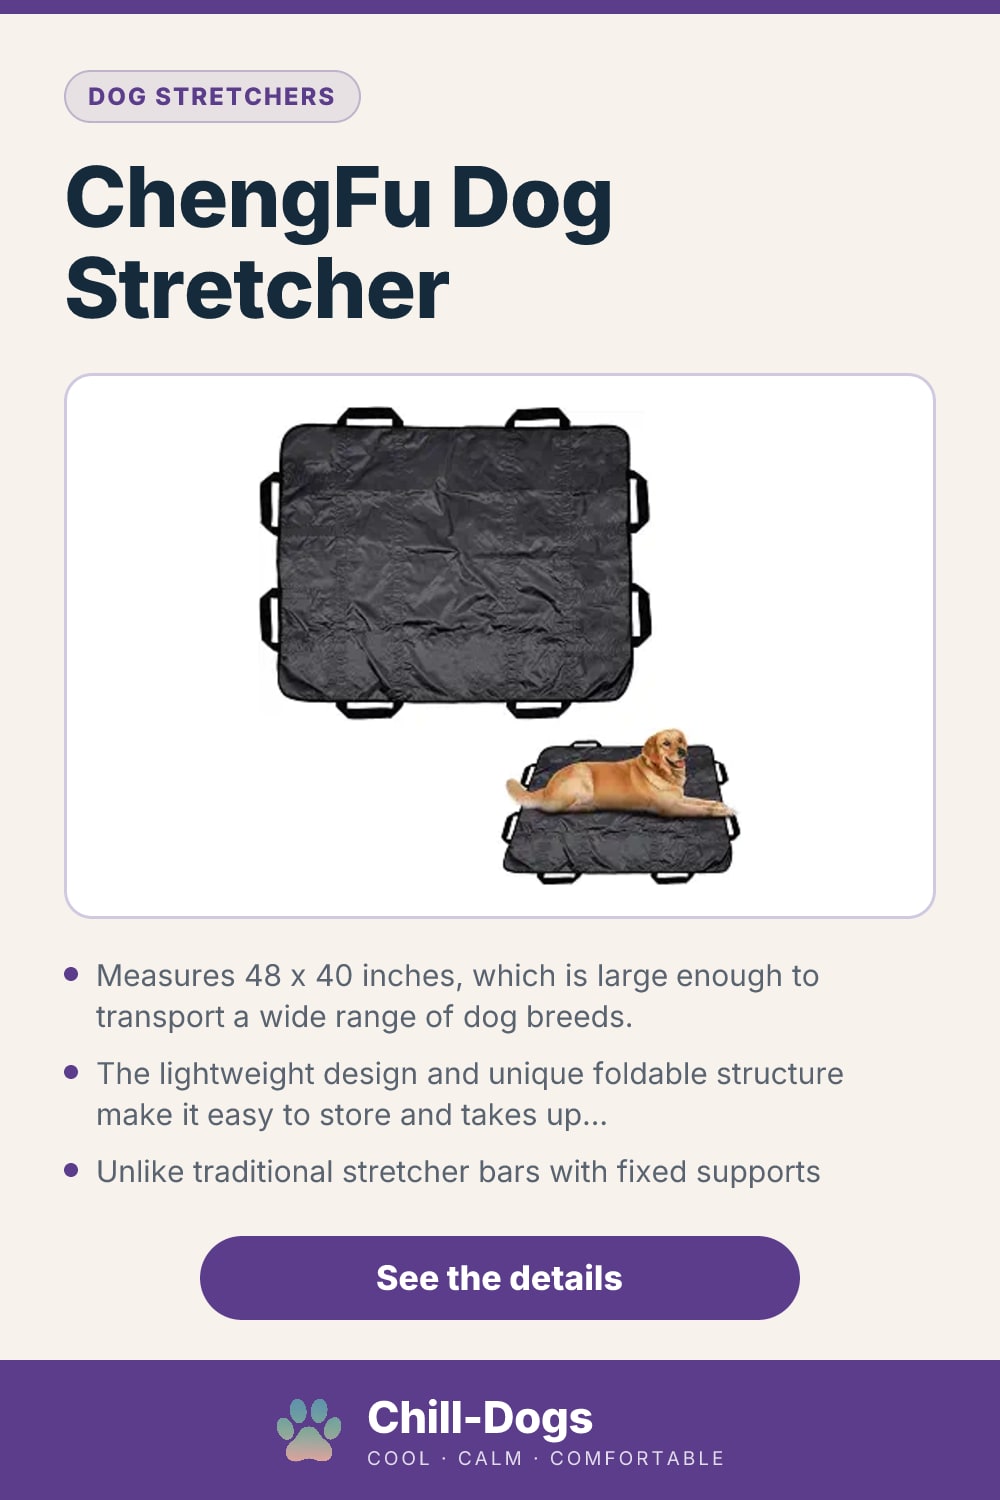 DOG STRETCHERS
ChengFu Dog
Stretcher
Measures 48 x 40 inches, which is large enough to
transport a wide range of dog breeds.
The lightweight design and unique foldable structure
make it easy to store and takes up...
Unlike traditional stretcher bars with fixed supports
See the details
Chill-Dogs
COOL · CALM · COMFORTABLE